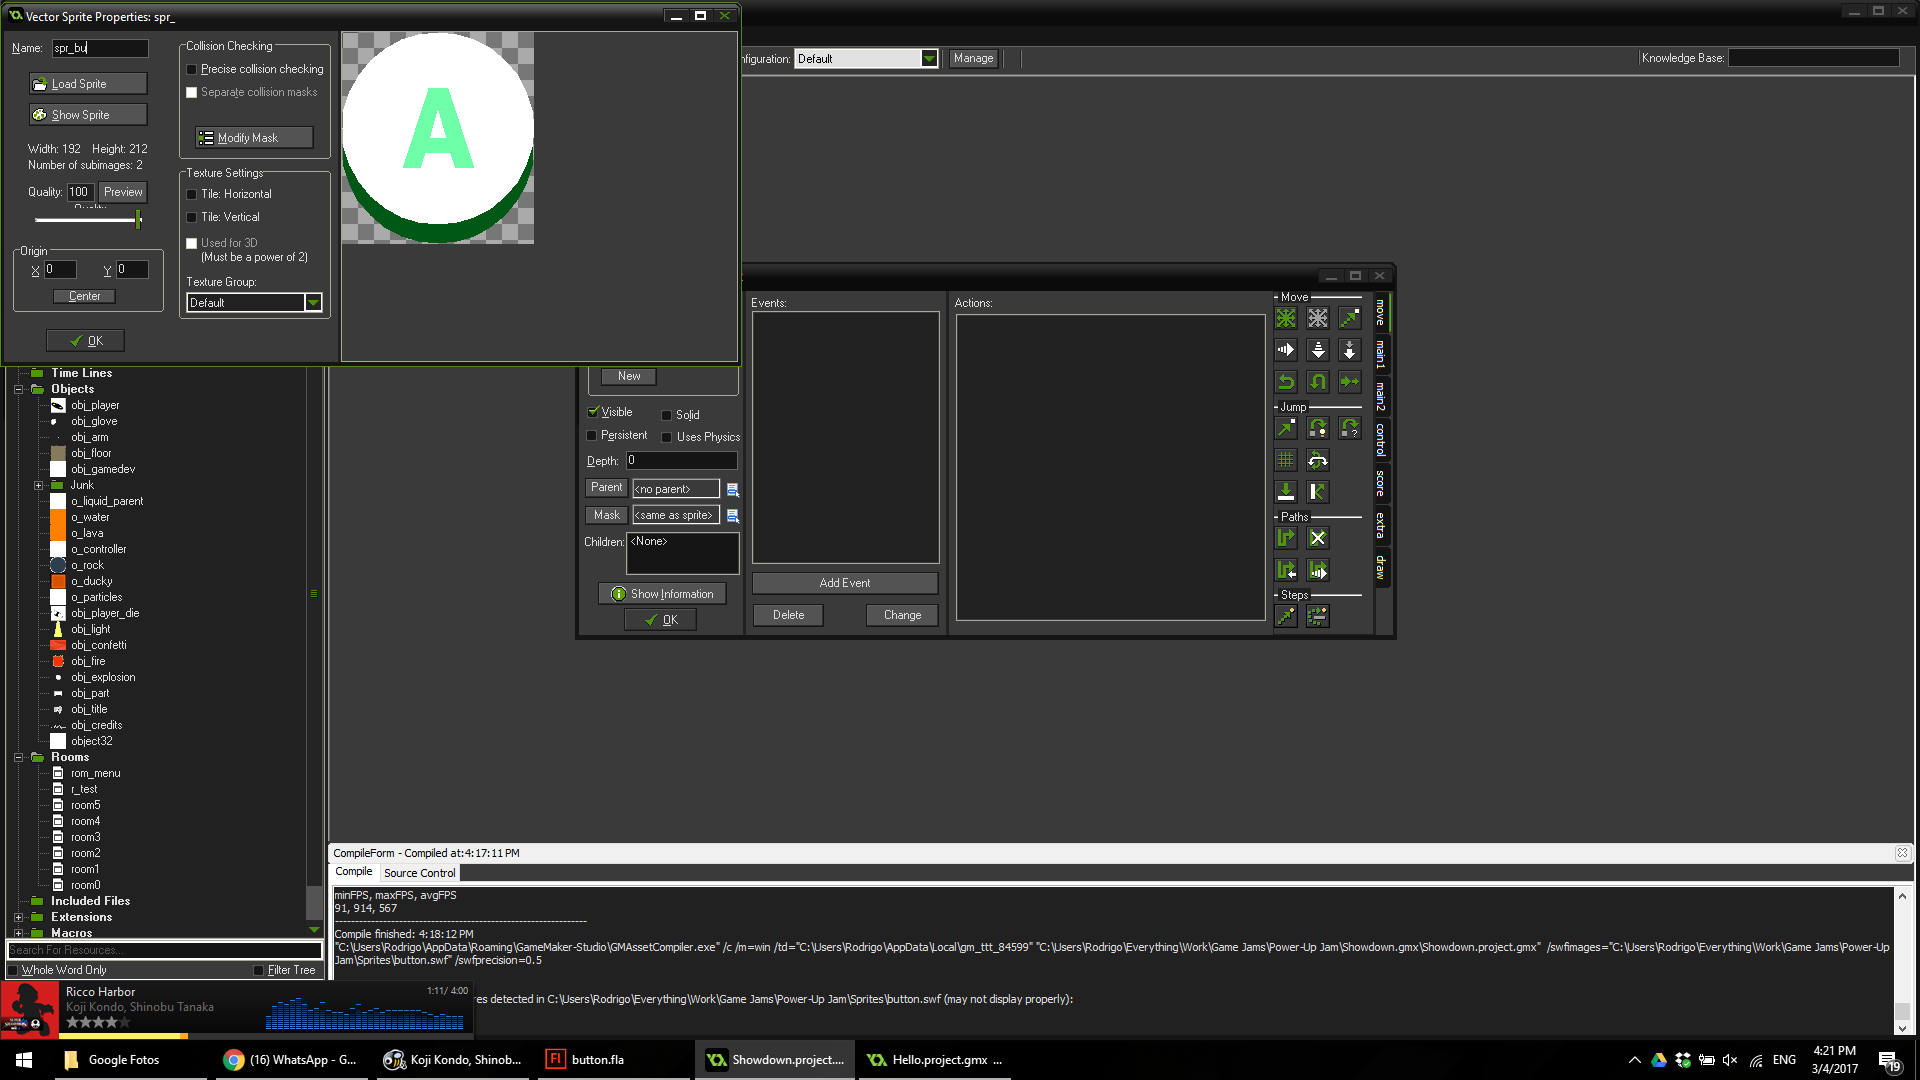 Vector Sprite Properties: spr_
Name: spr_bu
Load Sprite
Show Sprite
Width: 192 Height: 212
Number of subimages: 2
Quality: 100 Preview
Origin
X 0 Y 0
Center
OK
Collision Checking
Precise collision checking
Separate collision masks
Modify Mask
Texture Settings
Tile: Horizontal
Tile: Vertical
Used for 3D
(Must be a power of 2)
Texture Group:
Default
A
nfiguration: Default Manage
Knowledge Base:
New
Visible Solid
Persistent Uses Physics
Depth: 0
Parent <no parent>
Mask <same as sprite>
Children: <None>
Show Information
OK
Events:
Add Event
Delete Change
Actions:
Move
Jump
Paths
Steps
move
main1
main2
control
score
extra
draw
Time Lines
Objects
obj_player
obj_glove
obj_arm
obj_floor
obj_gamedev
Junk
o_liquid_parent
o_water
o_lava
o_controller
o_rock
o_ducky
o_particles
obj_player_die
obj_light
obj_confetti
obj_fire
obj_explosion
obj_part
obj_title
obj_credits
object32
Rooms
rom_menu
r_test
room5
room4
room3
room2
room1
room0
Included Files
Extensions
Macros
Search For Resources...
Whole Word Only Filter Tree
CompileForm - Compiled at:4:17:11 PM
Compile Source Control
minFPS, maxFPS, avgFPS
91, 914, 567
Compile finished: 4:18:12 PM
"C:\Users\Rodrigo\AppData\Roaming\GameMaker-Studio\GMAssetCompiler.exe" /c /m=win /td="C:\Users\Rodrigo\AppData\Local\gm_ttt_84599" "C:\Users\Rodrigo\Everything\Work\Game Jams\Power-Up Jam\Showdown.gmx\Showdown.project.gmx" /swfimages="C:\Users\Rodrigo\Everything\Work\Game Jams\Power-Up
Jam\Sprites\button.swf" /swfprecision=0.5
res detected in C:\Users\Rodrigo\Everything\Work\Game Jams\Power-Up Jam\Sprites\button.swf (may not display properly):
Ricco Harbor 1:11/ 4:00
Koji Kondo, Shinobu Tanaka
Google Fotos
(16) WhatsApp - G...
Koji Kondo, Shinob...
Fl button.fla
Showdown.project....
Hello.project.gmx ...
ENG
4:21 PM
3/4/2017
19